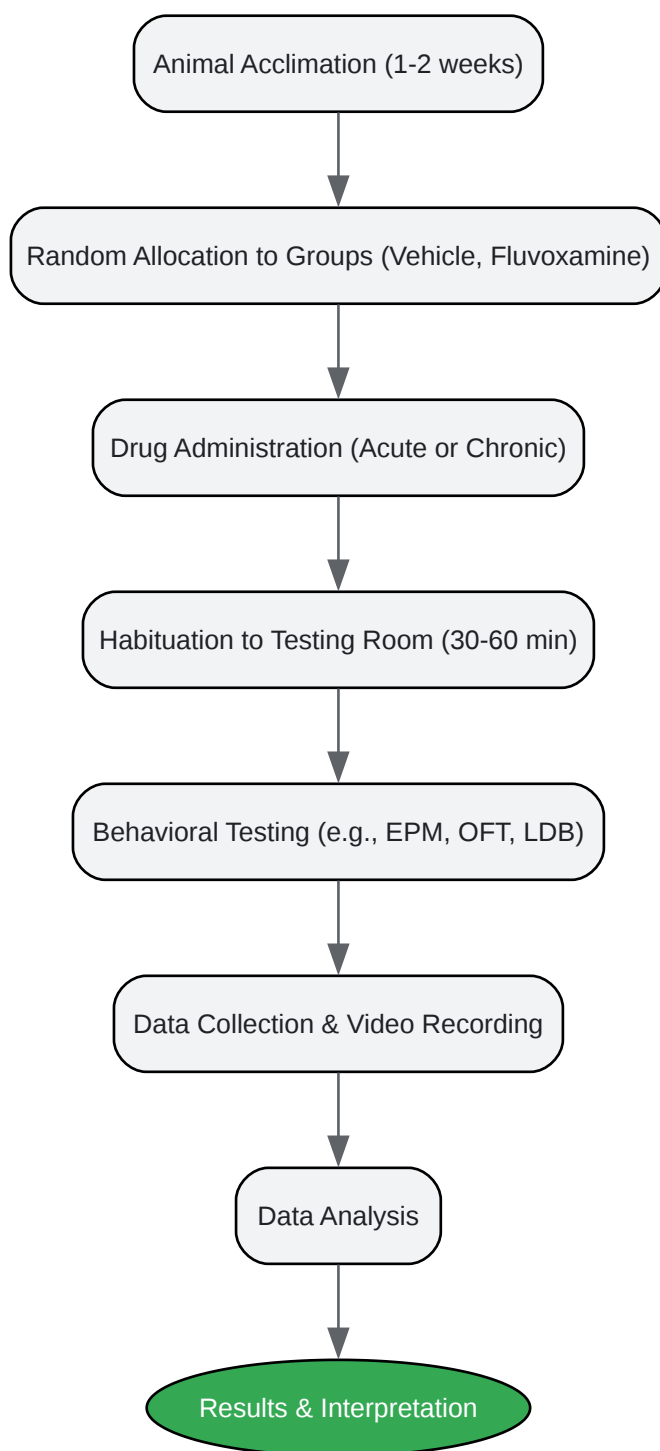 Animal Acclimation (1-2 weeks)
Random Allocation to Groups (Vehicle, Fluvoxamine)
Drug Administration (Acute or Chronic)
Habituation to Testing Room (30-60 min)
Behavioral Testing (e.g., EPM, OFT, LDB)
Data Collection & Video Recording
Data Analysis
Results & Interpretation